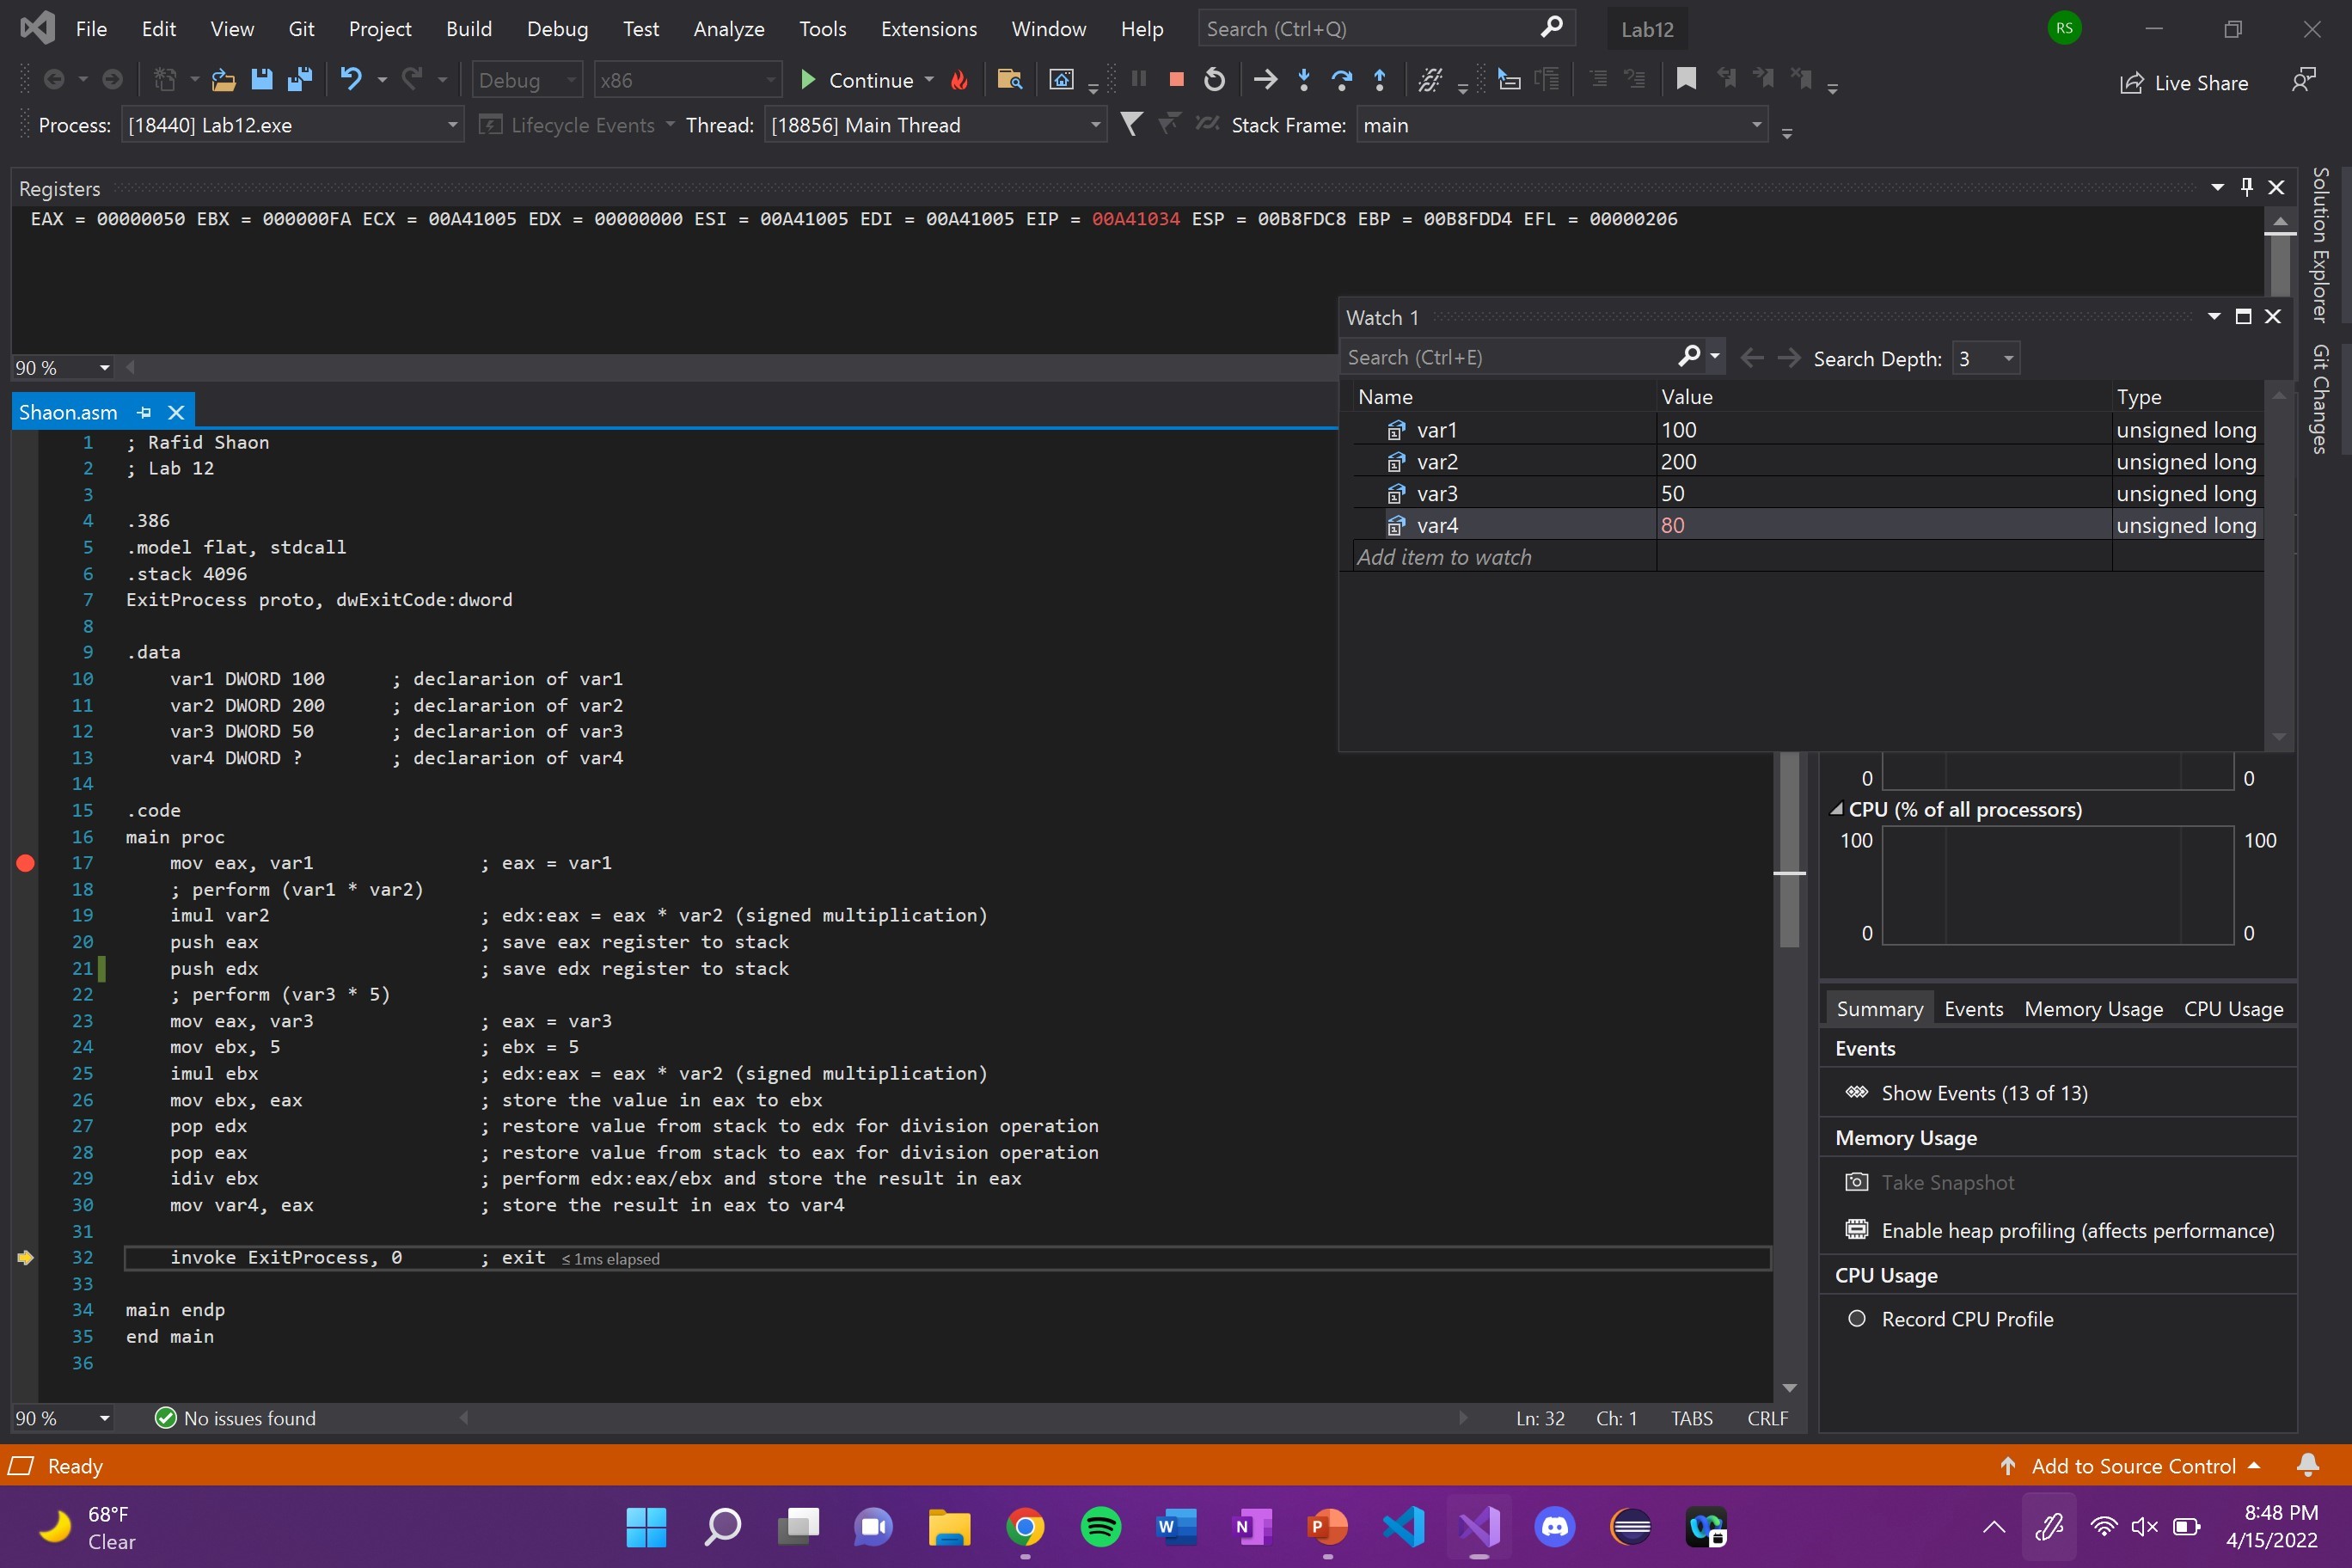 File Edit View Git Project Build Debug Test Analyze Tools Extensions Window Help Search (Ctrl+Q) Lab12 RS
Debug x86 Continue Live Share
Process: [18440] Lab12.exe Lifecycle Events Thread: [18856] Main Thread Stack Frame: main
Registers
EAX = 00000050 EBX = 000000FA ECX = 00A41005 EDX = 00000000 ESI = 00A41005 EDI = 00A41005 EIP = 00A41034 ESP = 00B8FDC8 EBP = 00B8FDD4 EFL = 00000206
90 %
Solution Explorer
Git Changes
Watch 1
Search (Ctrl+E) Search Depth: 3
Name Value Type
var1 100 unsigned long
var2 200 unsigned long
var3 50 unsigned long
var4 80 unsigned long
Add item to watch
Shaon.asm
1 ; Rafid Shaon
2 ; Lab 12
3
4 .386
5 .model flat, stdcall
6 .stack 4096
7 ExitProcess proto, dwExitCode:dword
8
9 .data
10 var1 DWORD 100 ; declararion of var1
11 var2 DWORD 200 ; declararion of var2
12 var3 DWORD 50 ; declararion of var3
13 var4 DWORD ? ; declararion of var4
14
15 .code
16 main proc
17 mov eax, var1 ; eax = var1
18 ; perform (var1 * var2)
19 imul var2 ; edx:eax = eax * var2 (signed multiplication)
20 push eax ; save eax register to stack
21 push edx ; save edx register to stack
22 ; perform (var3 * 5)
23 mov eax, var3 ; eax = var3
24 mov ebx, 5 ; ebx = 5
25 imul ebx ; edx:eax = eax * var2 (signed multiplication)
26 mov ebx, eax ; store the value in eax to ebx
27 pop edx ; restore value from stack to edx for division operation
28 pop eax ; restore value from stack to eax for division operation
29 idiv ebx ; perform edx:eax/ebx and store the result in eax
30 mov var4, eax ; store the result in eax to var4
31
32 invoke ExitProcess, 0 ; exit ≤ 1ms elapsed
33
34 main endp
35 end main
36
90 % No issues found Ln: 32 Ch: 1 TABS CRLF
0 0
CPU (% of all processors)
100 100
0 0
Summary Events Memory Usage CPU Usage
Events
Show Events (13 of 13)
Memory Usage
Take Snapshot
Enable heap profiling (affects performance)
CPU Usage
Record CPU Profile
Ready Add to Source Control
68°F
Clear
8:48 PM
4/15/2022